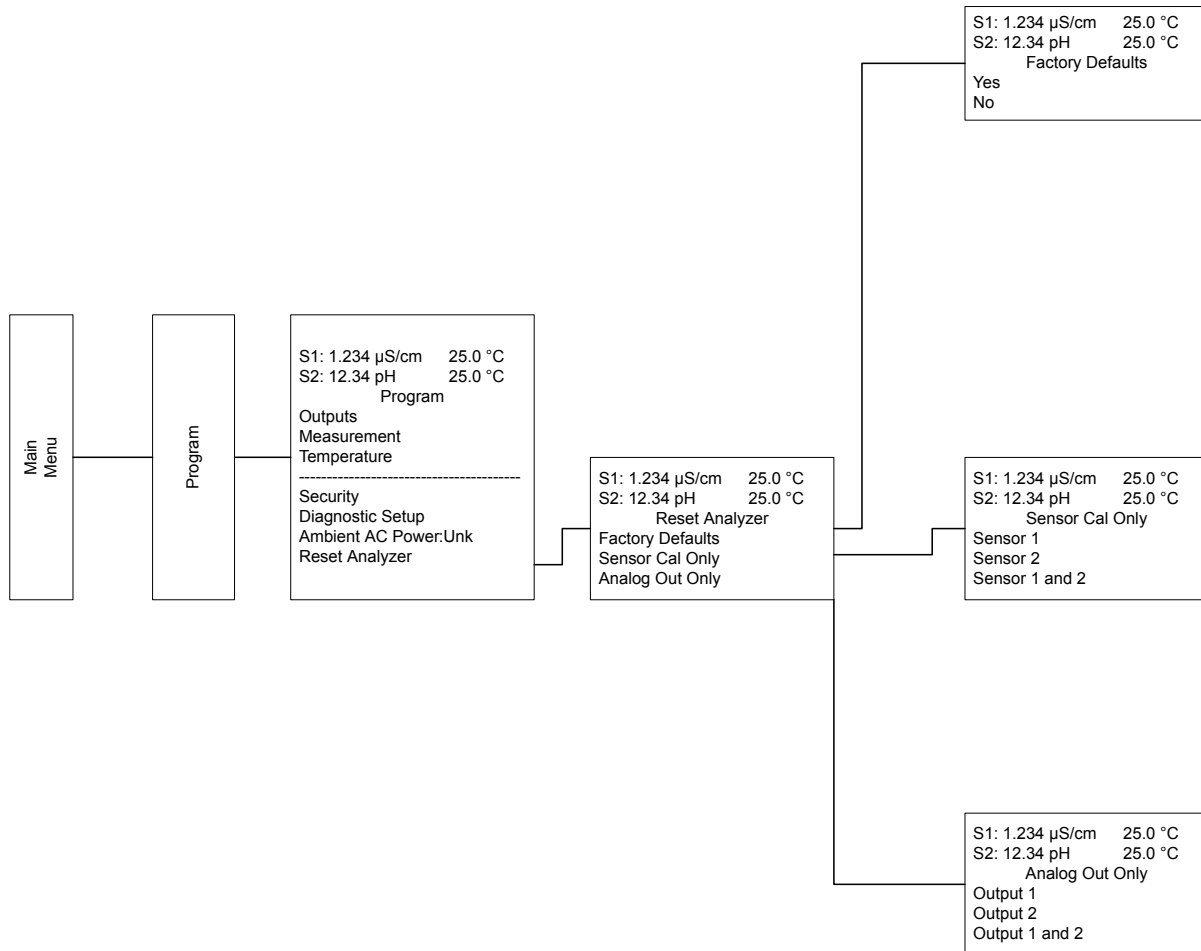 Main
Menu
Program
S1: 1.234 µS/cm 25.0 °C
S2: 12.34 pH 25.0 °C
Program
Outputs
Measurement
Temperature
----------------------------------------
Security
Diagnostic Setup
Ambient AC Power:Unk
Reset Analyzer
S1: 1.234 µS/cm 25.0 °C
S2: 12.34 pH 25.0 °C
Reset Analyzer
Factory Defaults
Sensor Cal Only
Analog Out Only
S1: 1.234 µS/cm 25.0 °C
S2: 12.34 pH 25.0 °C
Factory Defaults
Yes
No
S1: 1.234 µS/cm 25.0 °C
S2: 12.34 pH 25.0 °C
Sensor Cal Only
Sensor 1
Sensor 2
Sensor 1 and 2
S1: 1.234 µS/cm 25.0 °C
S2: 12.34 pH 25.0 °C
Analog Out Only
Output 1
Output 2
Output 1 and 2